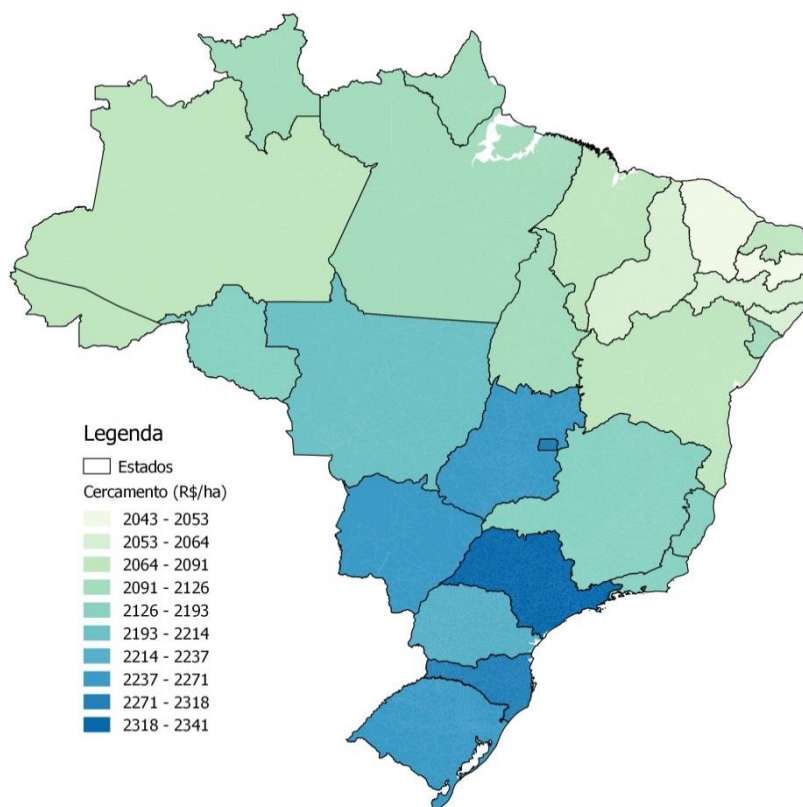 Legenda
Estados
Cercamento (R$/ha)
2043 - 2053
2053 - 2064
2064 - 2091
2091 - 2126
2126 - 2193
2193 - 2214
2214 - 2237
2237 - 2271
2271 - 2318
2318 - 2341